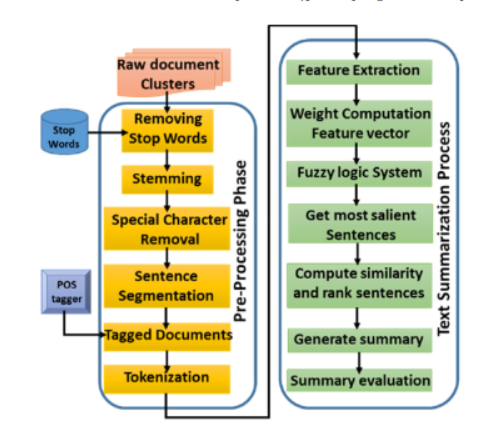 Raw document
Clusters
Stop
Words
Removing
Stop Words
Stemming
Special Character
Removal
Sentence
Segmentation
POS
tagger
Tagged Documents
Tokenization
Pre-Processing Phase
Feature Extraction
Weight Computation
Feature vector
Fuzzy logic System
Get most salient
Sentences
Compute similarity
and rank sentences
Generate summary
Summary evaluation
Text Summarization Process